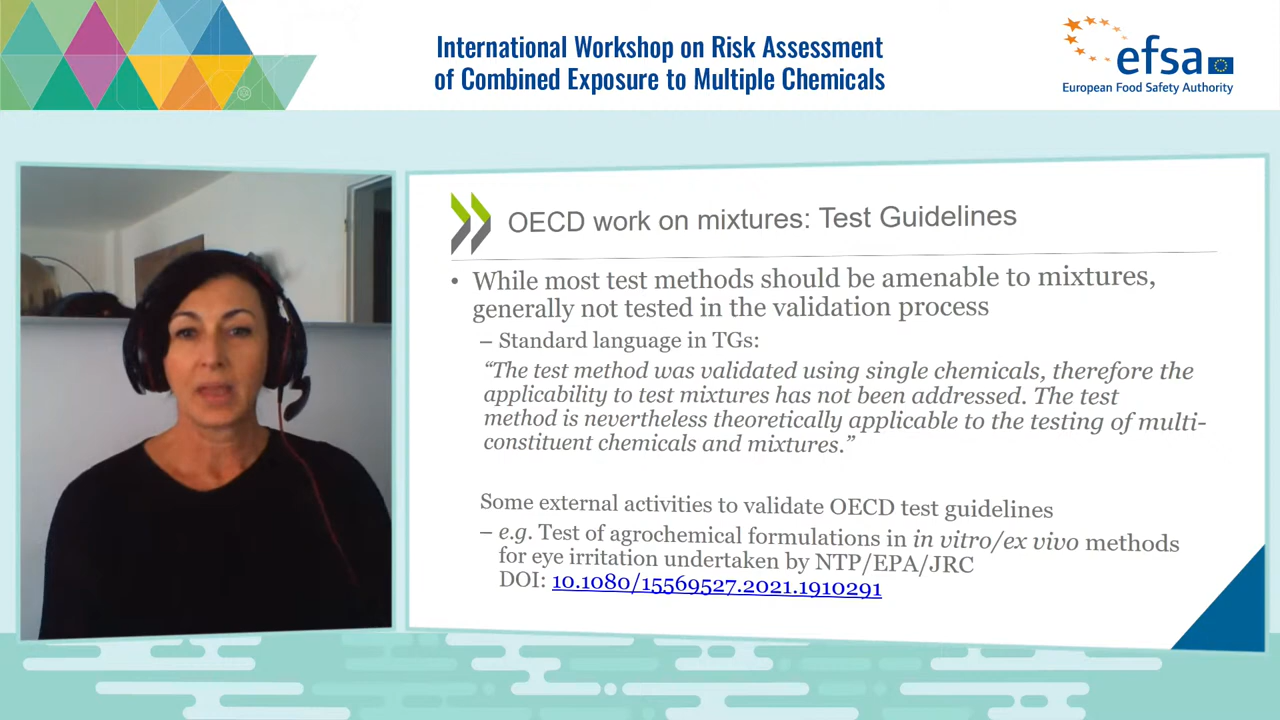 International Workshop on Risk Assessment
of Combined Exposure to Multiple Chemicals
efsa
European Food Safety Authority
OECD work on mixtures: Test Guidelines
• While most test methods should be amenable to mixtures,
generally not tested in the validation process
– Standard language in TGs:
“The test method was validated using single chemicals, therefore the
applicability to test mixtures has not been addressed. The test
method is nevertheless theoretically applicable to the testing of multi-
constituent chemicals and mixtures.”
Some external activities to validate OECD test guidelines
– e.g. Test of agrochemical formulations in in vitro/ex vivo methods
for eye irritation undertaken by NTP/EPA/JRC
DOI: 10.1080/15569527.2021.1910291